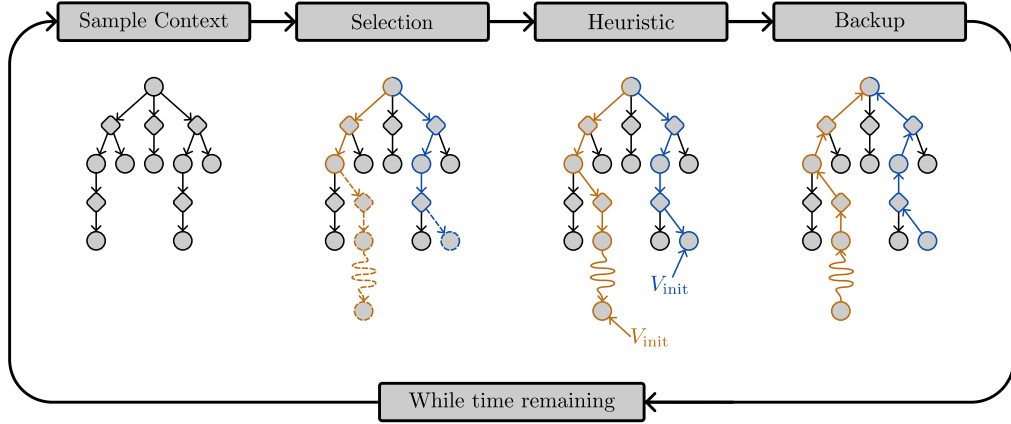 Sample Context
Selection
Heuristic
Backup
V_init
V_init
While time remaining